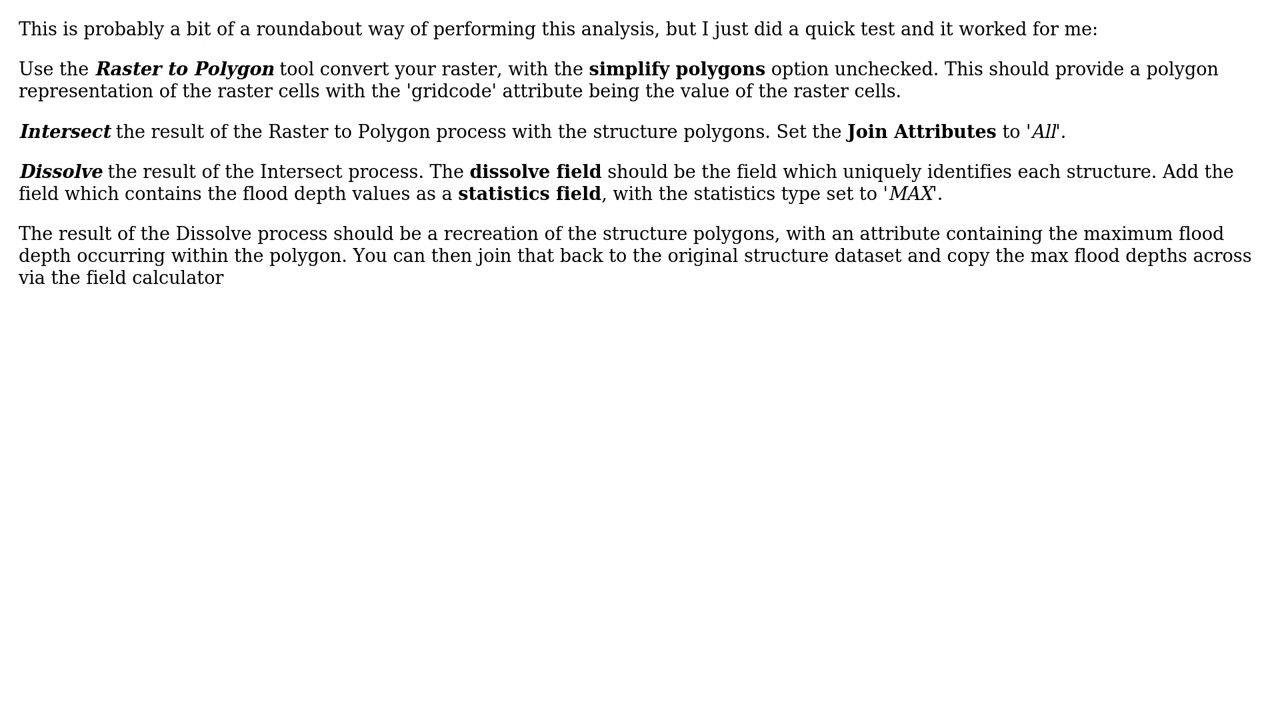 This is probably a bit of a roundabout way of performing this analysis, but I just did a quick test and it worked for me:
Use the Raster to Polygon tool convert your raster, with the simplify polygons option unchecked. This should provide a polygon
representation of the raster cells with the 'gridcode' attribute being the value of the raster cells.
Intersect the result of the Raster to Polygon process with the structure polygons. Set the Join Attributes to 'All'.
Dissolve the result of the Intersect process. The dissolve field should be the field which uniquely identifies each structure. Add the
field which contains the flood depth values as a statistics field, with the statistics type set to 'MAX'.
The result of the Dissolve process should be a recreation of the structure polygons, with an attribute containing the maximum flood
depth occurring within the polygon. You can then join that back to the original structure dataset and copy the max flood depths across
via the field calculator